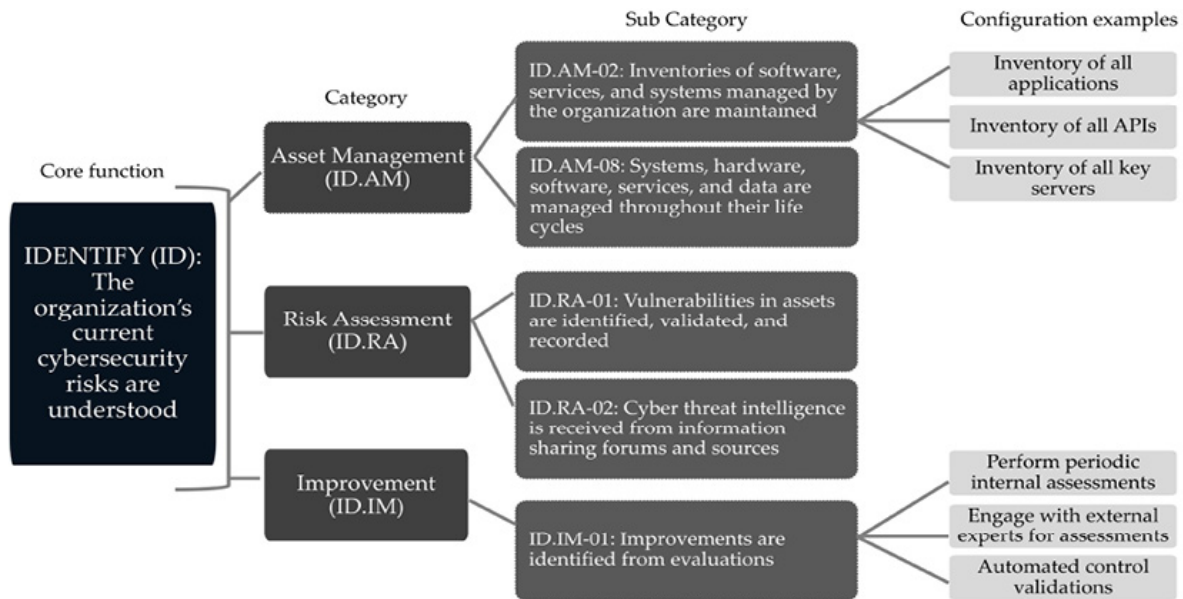 Sub Category
Configuration examples
Category
Core function
IDENTIFY (ID):
The
organization's
current
cybersecurity
risks are
understood
Asset Management
(ID.AM)
ID.AM-02: Inventories of software,
services, and systems managed by
the organization are maintained
Inventory of all
applications
Inventory of all APIs
Inventory of all key
servers
ID.AM-08: Systems, hardware,
software, services, and data are
managed throughout their life
cycles
Risk Assessment
(ID.RA)
ID.RA-01: Vulnerabilities in assets
are identified, validated, and
recorded
ID.RA-02: Cyber threat intelligence
is received from information
sharing forums and sources
Improvement
(ID.IM)
ID.IM-01: Improvements are
identified from evaluations
Perform periodic
internal assessments
Engage with external
experts for assessments
Automated control
validations